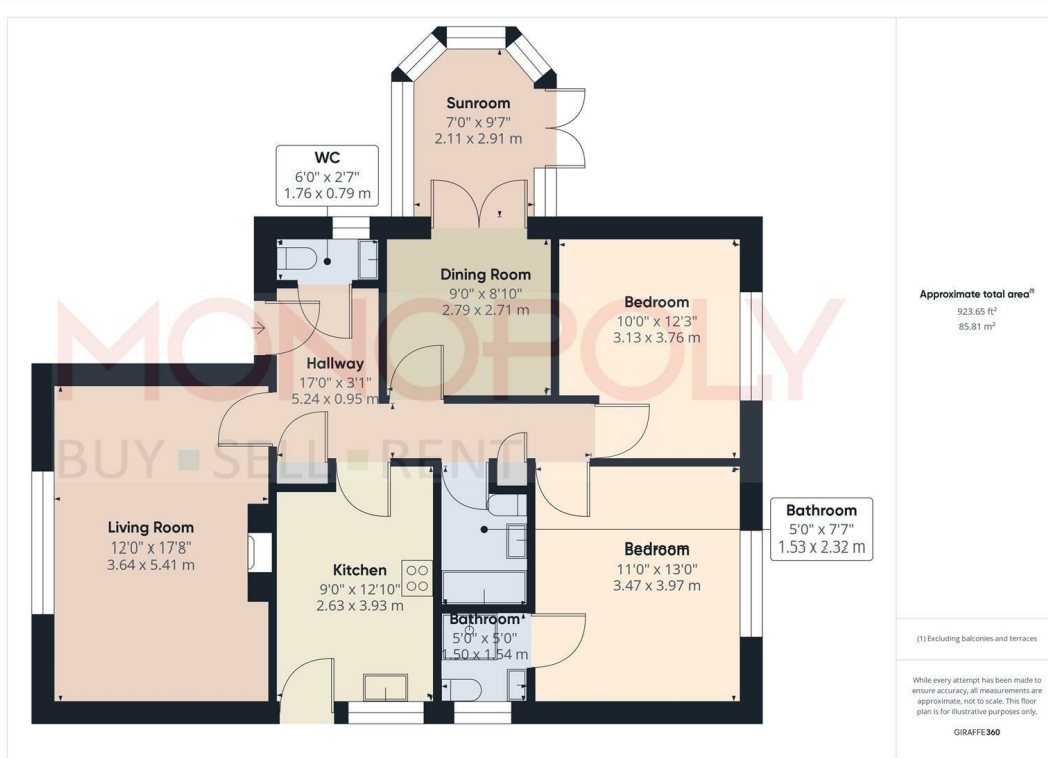 Sunroom
7'0" x 9'7"
2.11 x 2.91 m
WC
6'0" x 2'7"
1.76 x 0.79 m
Dining Room
9'0" x 8'10"
2.79 x 2.71 m
Bedroom
10'0" x 12'3"
3.13 x 3.76 m
MONOPOLY
BUY SELL RENT
Hallway
17'0" x 3'1"
5.24 x 0.95 m
Living Room
12'0" x 17'8"
3.64 x 5.41 m
Kitchen
9'0" x 12'10"
2.63 x 3.93 m
Bathroom
5'0" x 7'7"
1.53 x 2.32 m
Bedroom
11'0" x 13'0"
3.47 x 3.97 m
Bathroom
5'0" x 5'0"
1.50 x 1.54 m
Approximate total area⁽¹⁾
923.65 ft²
85.81 m²
(1) Excluding balconies and terraces
While every attempt has been made to
ensure accuracy, all measurements are
approximate, not to scale. This floor
plan is for illustrative purposes only.
GIRAFFE360